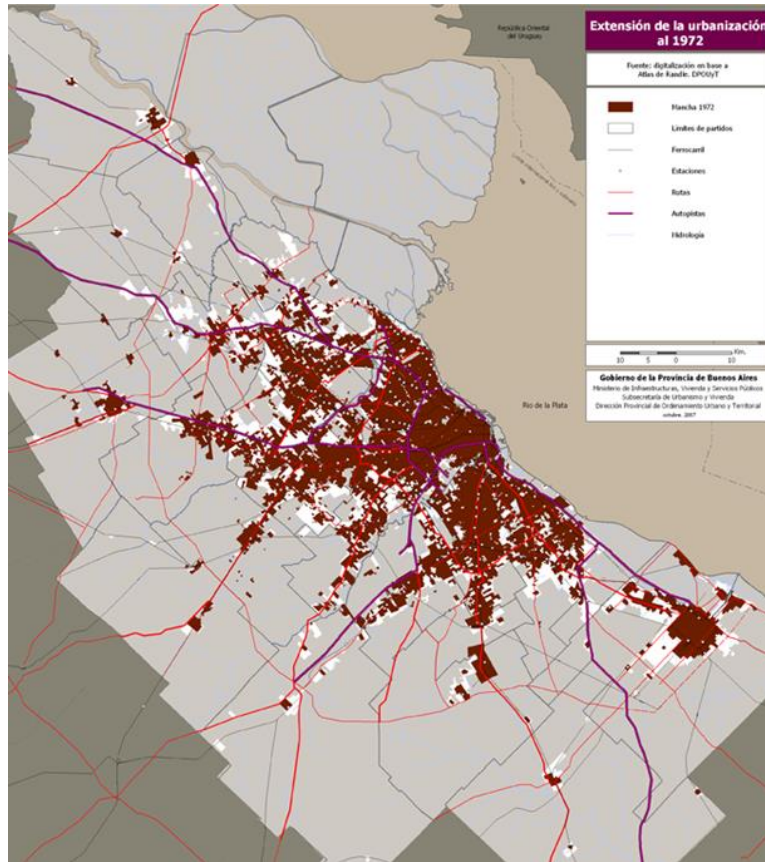 República Oriental
del Uruguay
Extensión de la urbanización
al 1972
Fuente: digitalización en base a
Atlas de Randle. DPOUyT
Mancha 1972
Límites de partidos
Ferrocarril
Estaciones
Rutas
Autopistas
Hidrología
10 5 0 10
Km.
Gobierno de la Provincia de Buenos Aires
Ministerio de Infraestructuras, Vivienda y Servicios Públicos
Subsecretaría de Urbanismo y Vivienda
Dirección Provincial de Ordenamiento Urbano y Territorial
octubre 2007
Río de la Plata